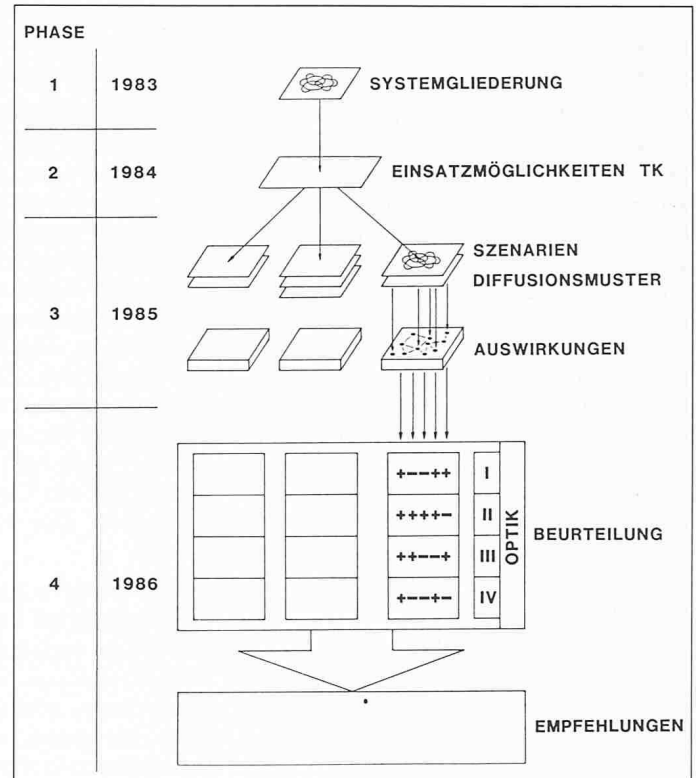 PHASE
1 1983 SYSTEMGLIEDERUNG
2 1984 EINSATZMÖGLICHKEITEN TK
SZENARIEN
DIFFUSIONSMUSTER
3 1985
AUSWIRKUNGEN
+--++ I
++++- II
++--+ III
+--+- IV
OPTIK
BEURTEILUNG
4 1986
EMPFEHLUNGEN